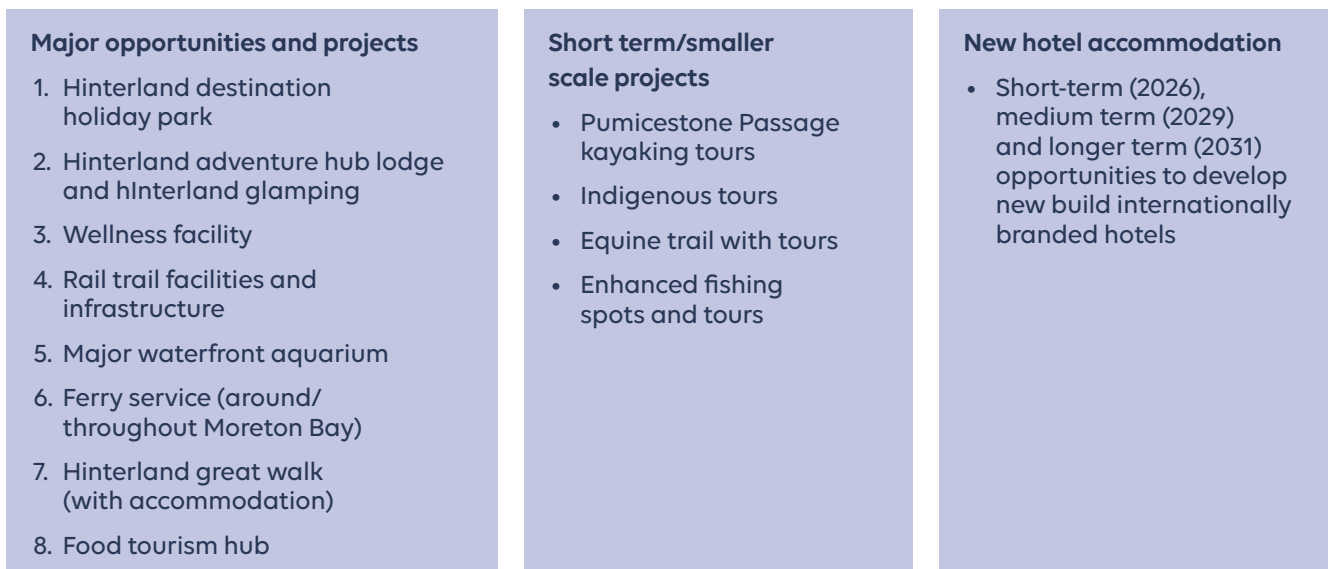 Major opportunities and projects
1. Hinterland destination
holiday park
2. Hinterland adventure hub lodge
and hInterland glamping
3. Wellness facility
4. Rail trail facilities and
infrastructure
5. Major waterfront aquarium
6. Ferry service (around/
throughout Moreton Bay)
7. Hinterland great walk
(with accommodation)
8. Food tourism hub
Short term/smaller
scale projects
• Pumicestone Passage
kayaking tours
• Indigenous tours
• Equine trail with tours
• Enhanced fishing
spots and tours
New hotel accommodation
• Short-term (2026),
medium term (2029)
and longer term (2031)
opportunities to develop
new build internationally
branded hotels